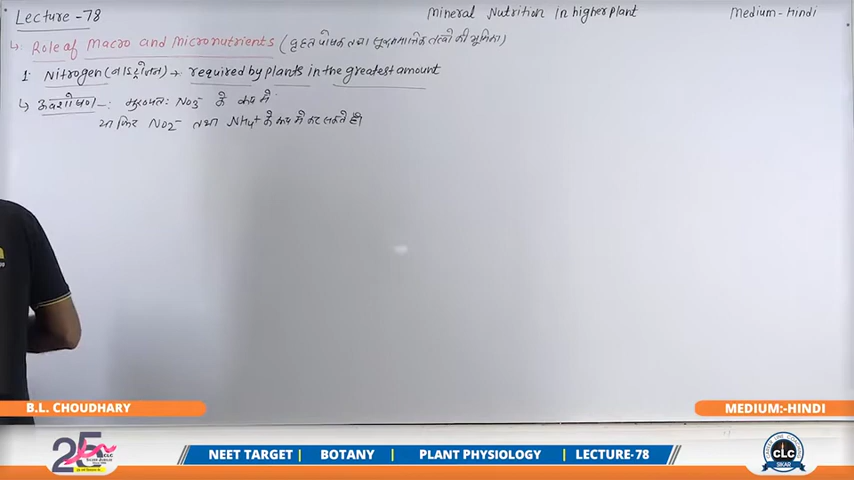 Lecture -78
Mineral Nutrition in higher plant
Medium - hindi
↳ Role of Macro and Micronutrients (वृहत पोषक तथा सूक्ष्ममात्रिक तत्वों की भूमिका)
1. Nitrogen (नाइट्रोजन) → required by plants in the greatest amount
↳ अवशोषण -: मुख्यतः NO3- के रूप में
या फिर NO2- तथा NH4+ के रूप में कर सकते हैं।
B.L. CHOUDHARY
MEDIUM:-HINDI
25
CLC
NEET TARGET | BOTANY | PLANT PHYSIOLOGY | LECTURE-78
CLC
SIKAR